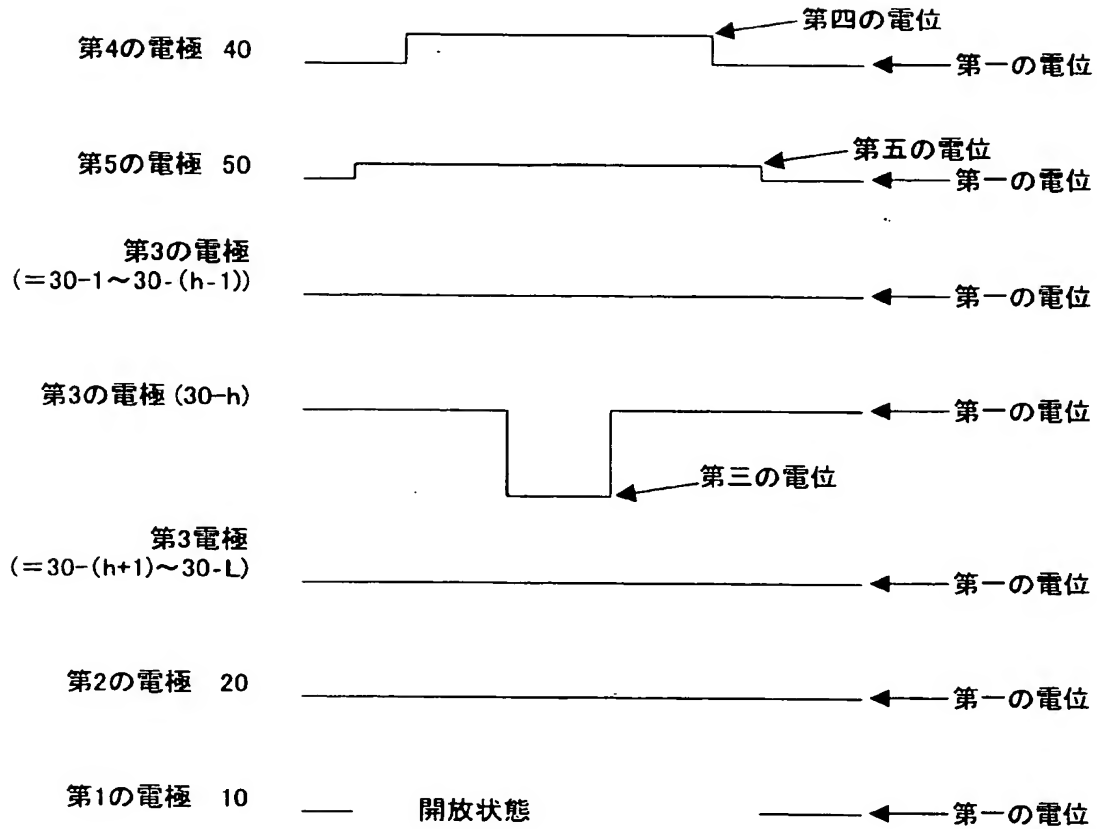 第四の電位
第4の電極 40
第一の電位
第五の電位
第5の電極 50
第一の電位
第3の電極
(=30-1～30-(h-1))
第一の電位
第3の電極 (30-h)
第一の電位
第三の電位
第3電極
(=30-(h+1)～30-L)
第一の電位
第2の電極 20
第一の電位
第1の電極 10
開放状態
第一の電位